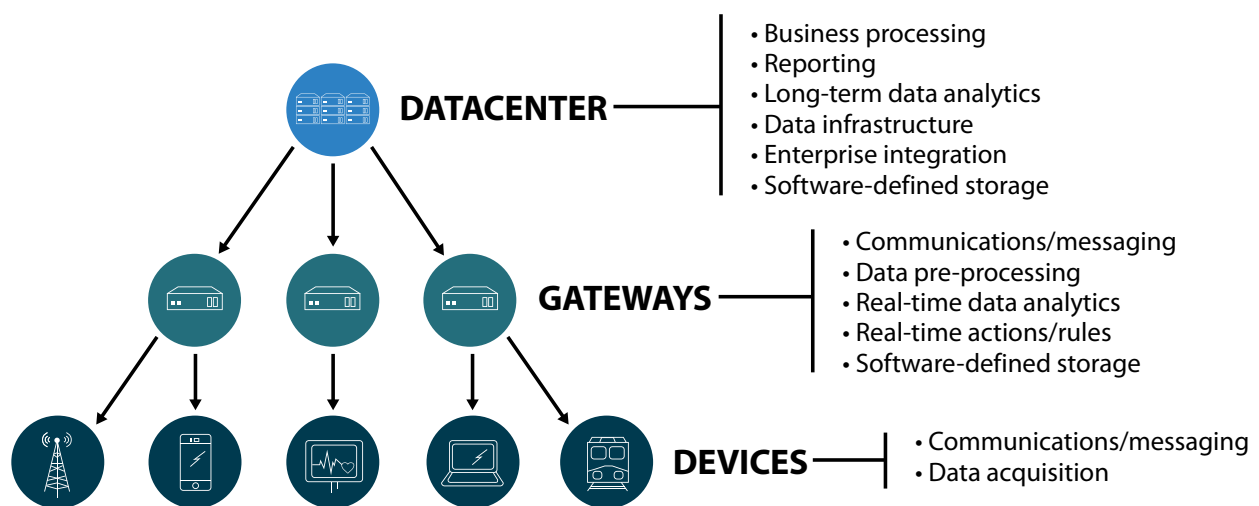 DATACENTER
• Business processing
• Reporting
• Long-term data analytics
• Data infrastructure
• Enterprise integration
• Software-defined storage
GATEWAYS
• Communications/messaging
• Data pre-processing
• Real-time data analytics
• Real-time actions/rules
• Software-defined storage
DEVICES
• Communications/messaging
• Data acquisition